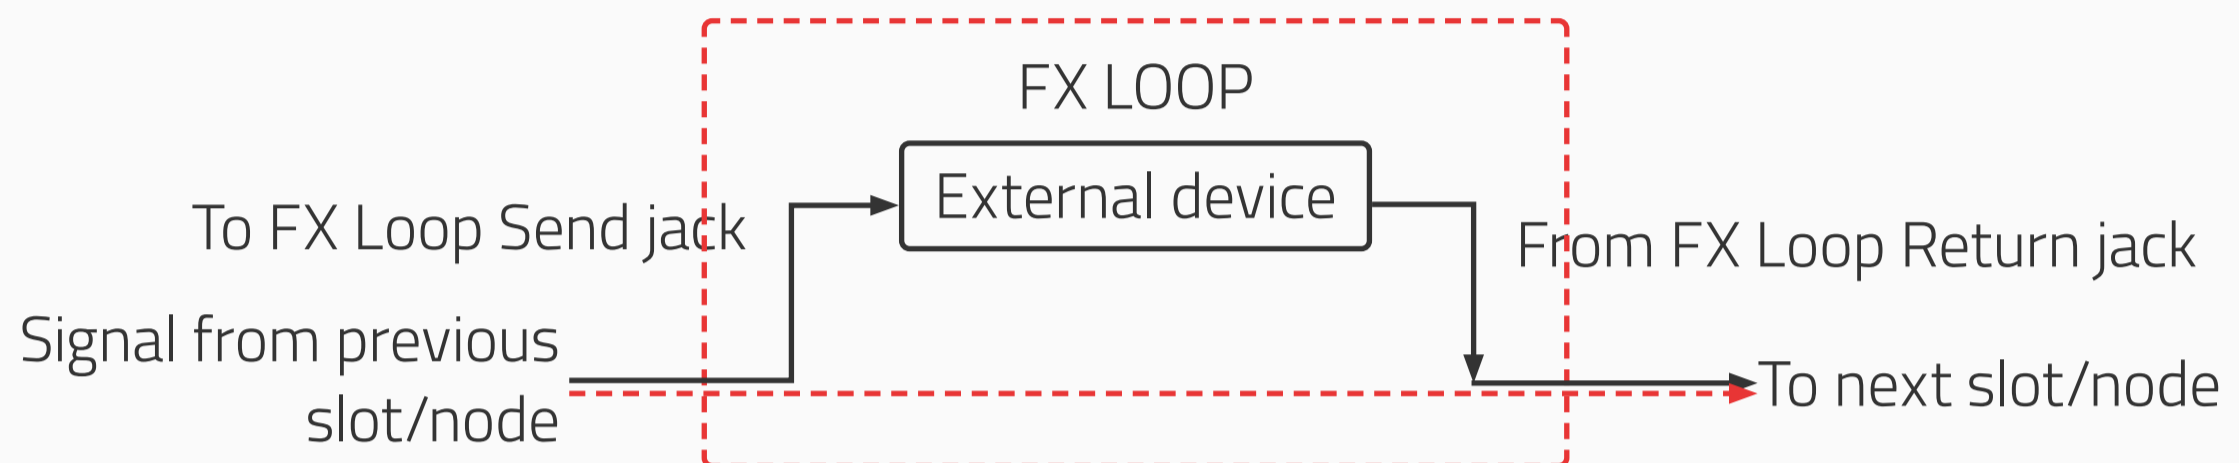 FX LOOP
External device
To FX Loop Send jack
From FX Loop Return jack
Signal from previous
slot/node
To next slot/node